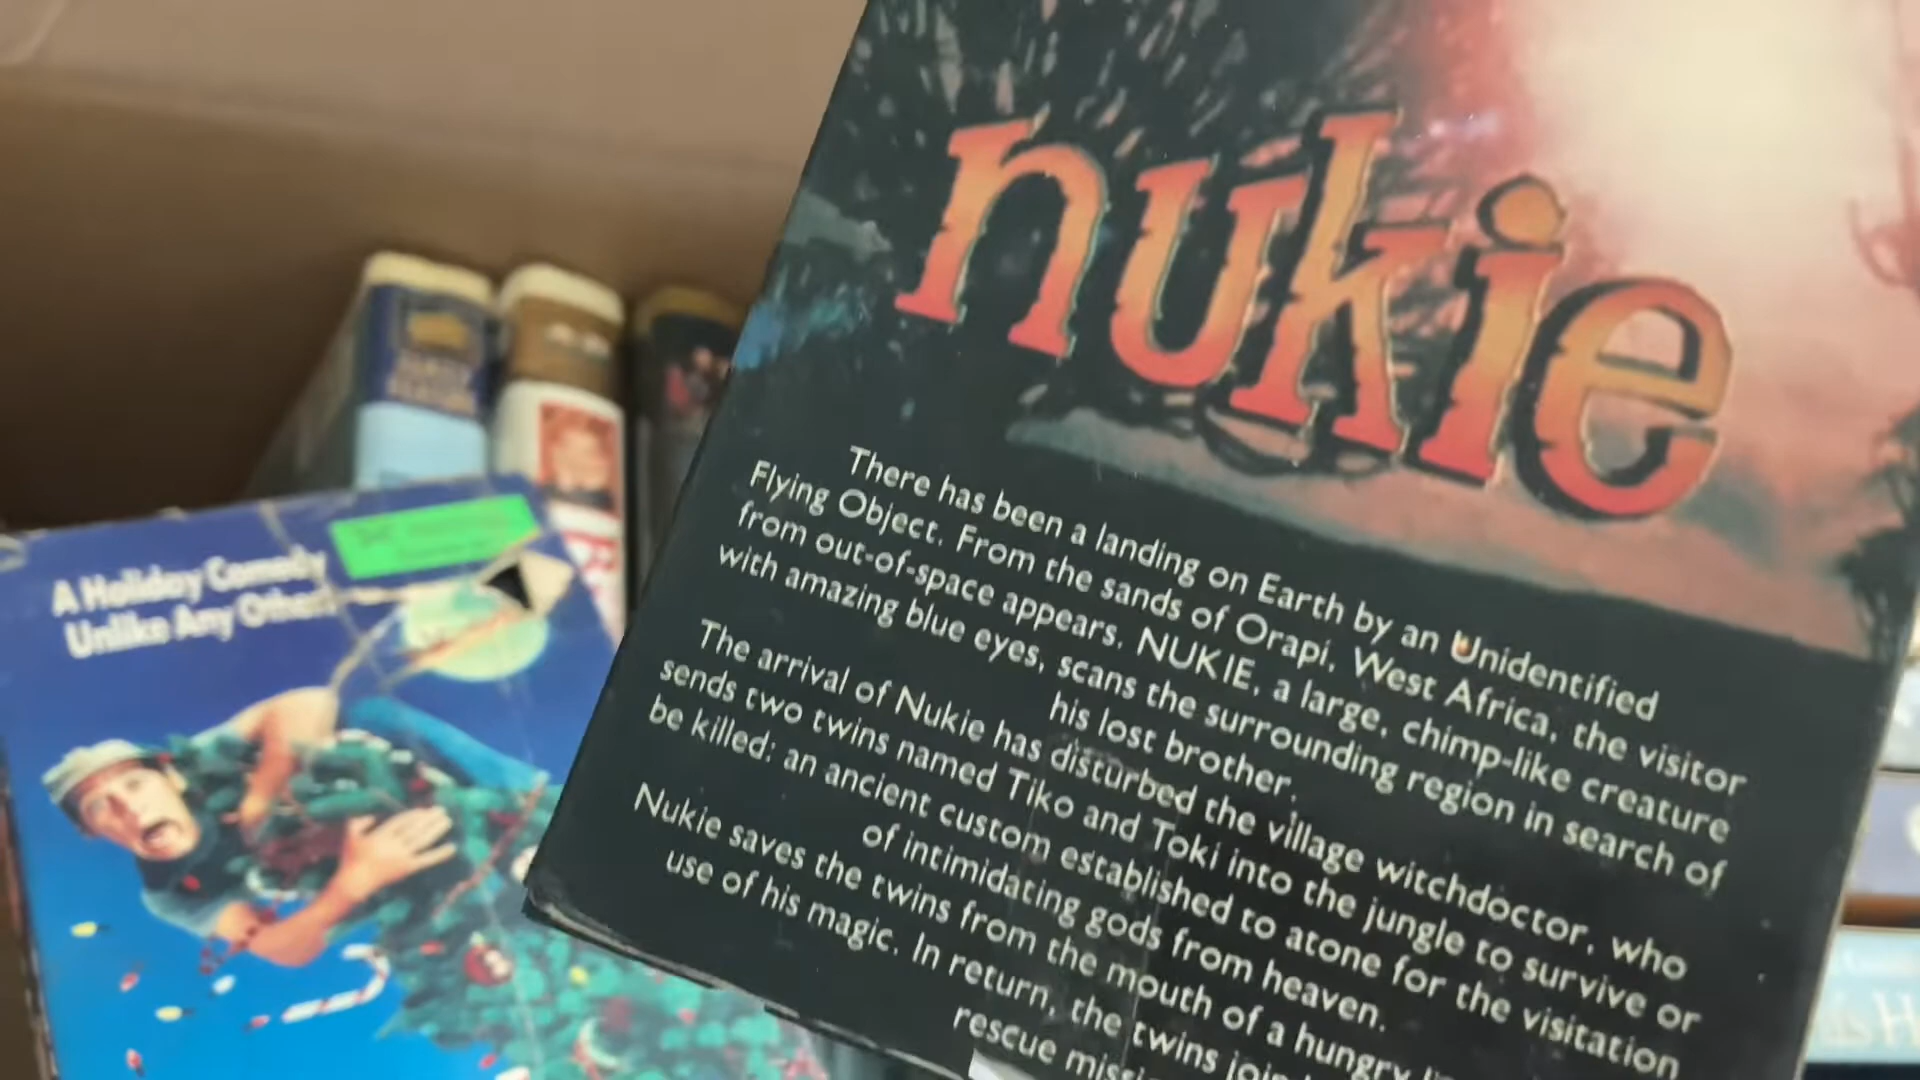 nukie
There has been a landing on Earth by an Unidentified
Flying Object. From the sands of Orapi, West Africa, the visitor
from out-of-space appears. NUKIE, a large, chimp-like creature
with amazing blue eyes, scans the surrounding region in search of
his lost brother.
The arrival of Nukie has disturbed the village witchdoctor, who
sends two twins named Tiko and Toki into the jungle to survive or
be killed: an ancient custom established to atone for the visitation
of intimidating gods from heaven.
Nukie saves the twins from the mouth of a hungry
use of his magic. In return, the twins join
rescue
A Holiday Comedy
Unlike Any Other!